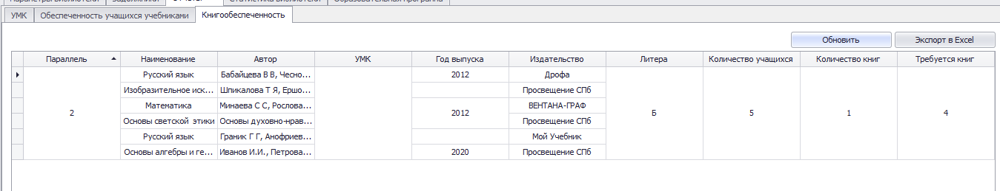 Параметры библиотеки Задолжники Статистика библиотеки Образовательная программа
УМК Обеспеченность учащихся учебниками Книгообеспеченность
Обновить Экспорт в Excel
Параллель Наименование Автор УМК Год выпуска Издательство Литера Количество учащихся Количество книг Требуется книг
Русский язык Бабайцева В В, Чесно... 2012 Дрофа
Изобразительное иск... Шпикалова Т Я, Ершо... Просвещение СПб
2 Математика Минаева С С, Рослова... 2012 ВЕНТАНА-ГРАФ Б 5 1 4
Основы светской этики Основы духовно-нрав... Просвещение СПб
Русский язык Граник Г Г, Анофриев... Мой Учебник
Основы алгебры и ге... Иванов И.И., Петрова... 2020 Просвещение СПб